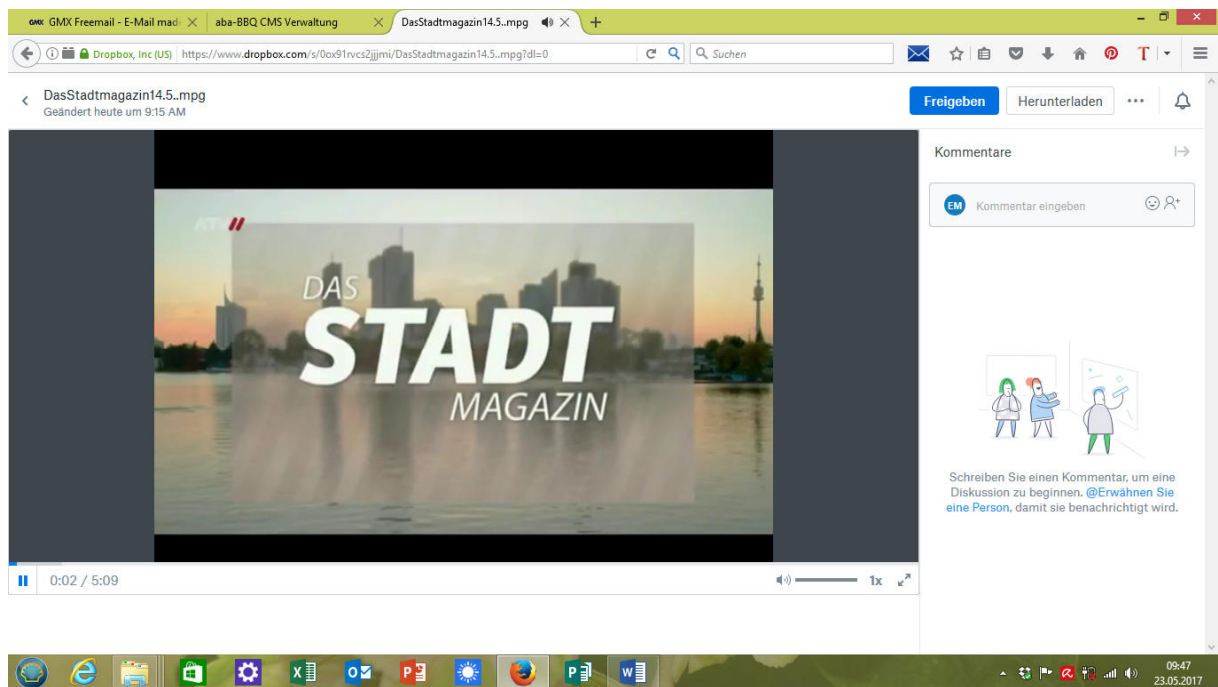 GMX GMX Freemail - E-Mail mad
aba-BBQ CMS Verwaltung
DasStadtmagazin14.5..mpg
Dropbox, Inc (US) https://www.dropbox.com/s/0ox91rvcs2jjjmi/DasStadtmagazin14.5..mpg?dl=0
Suchen
DasStadtmagazin14.5..mpg
Geändert heute um 9:15 AM
Freigeben
Herunterladen
ATV
DAS
STADT
MAGAZIN
Kommentare
EM Kommentar eingeben
Schreiben Sie einen Kommentar, um eine
Diskussion zu beginnen. @Erwähnen Sie
eine Person, damit sie benachrichtigt wird.
0:02 / 5:09
1x
09:47
23.05.2017